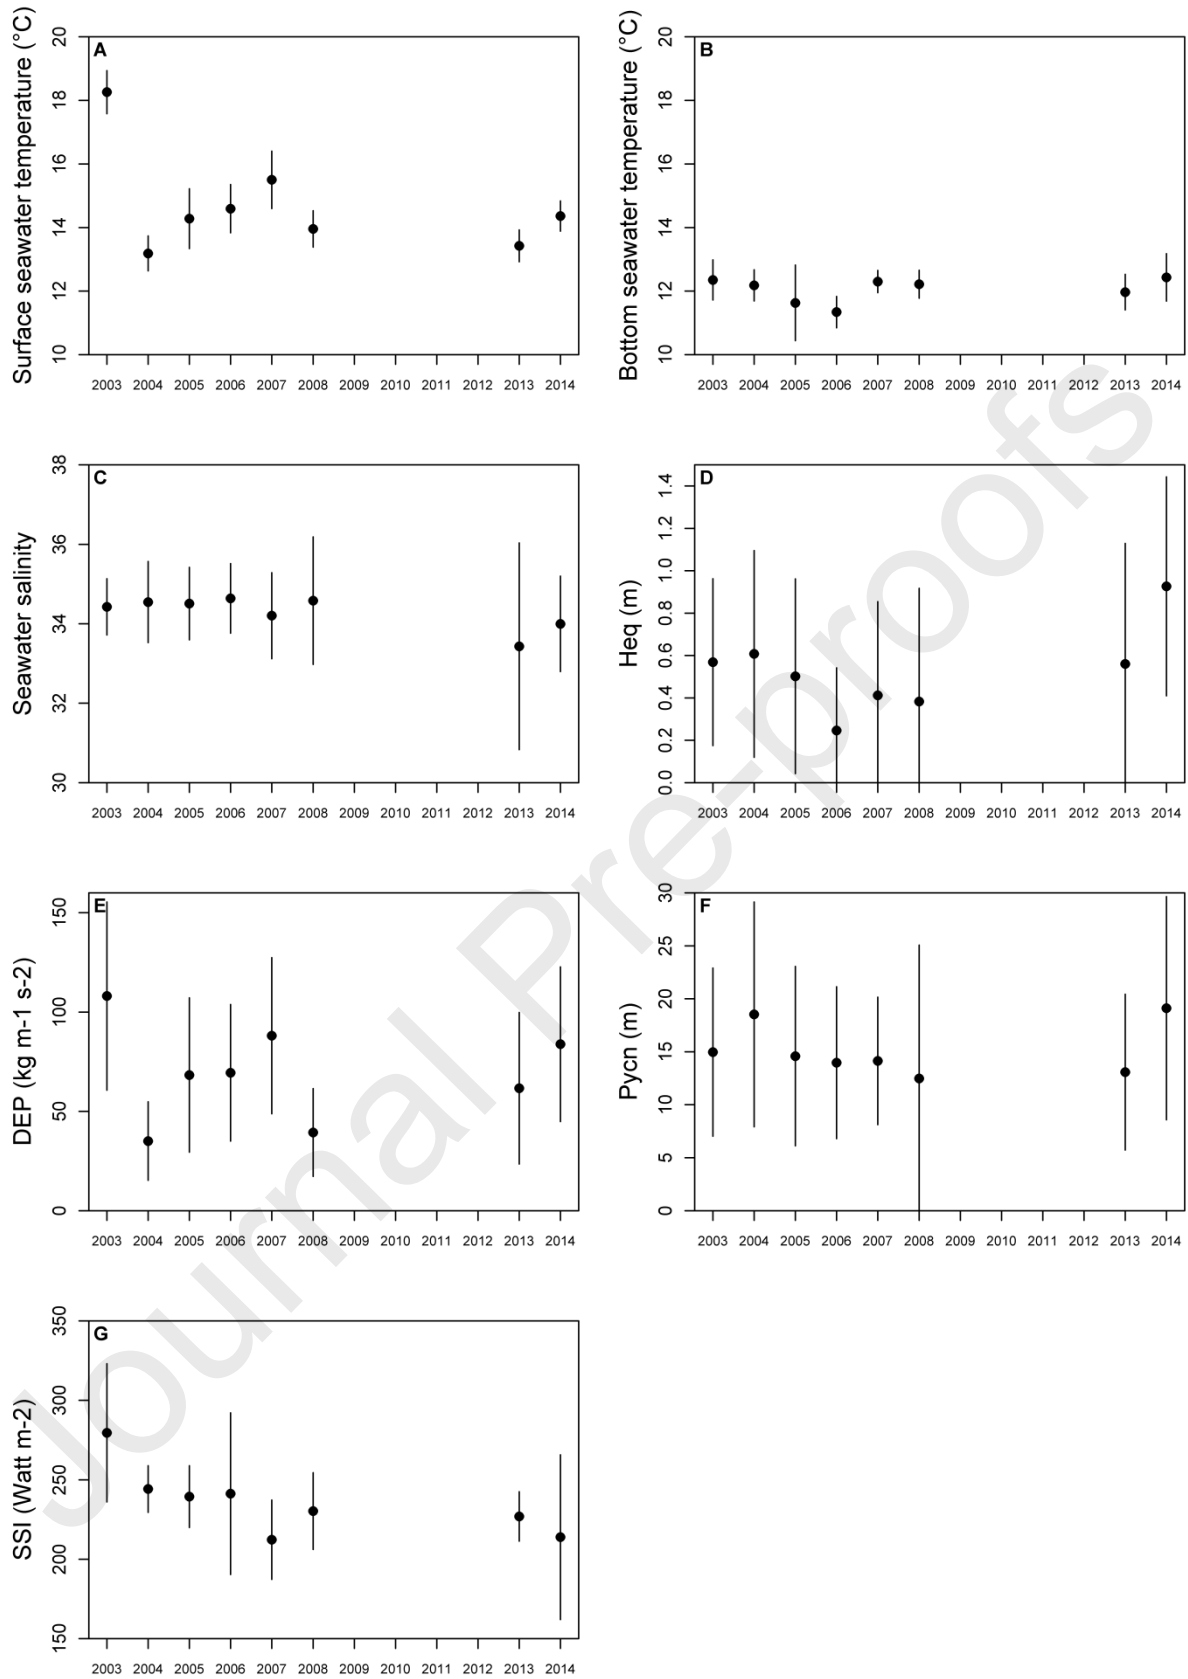 A
Surface seawater temperature (°C)
10 12 14 16 18 20
2003 2004 2005 2006 2007 2008 2009 2010 2011 2012 2013 2014
B
Bottom seawater temperature (°C)
10 12 14 16 18 20
2003 2004 2005 2006 2007 2008 2009 2010 2011 2012 2013 2014
C
Seawater salinity
30 32 34 36 38
2003 2004 2005 2006 2007 2008 2009 2010 2011 2012 2013 2014
D
Heq (m)
0.0 0.2 0.4 0.6 0.8 1.0 1.2 1.4
2003 2004 2005 2006 2007 2008 2009 2010 2011 2012 2013 2014
E
DEP (kg m-1 s-2)
0 50 100 150
2003 2004 2005 2006 2007 2008 2009 2010 2011 2012 2013 2014
F
Pycn (m)
0 5 10 15 20 25 30
2003 2004 2005 2006 2007 2008 2009 2010 2011 2012 2013 2014
G
SSI (Watt m-2)
150 200 250 300 350
2003 2004 2005 2006 2007 2008 2009 2010 2011 2012 2013 2014
Journal Pre-proofs